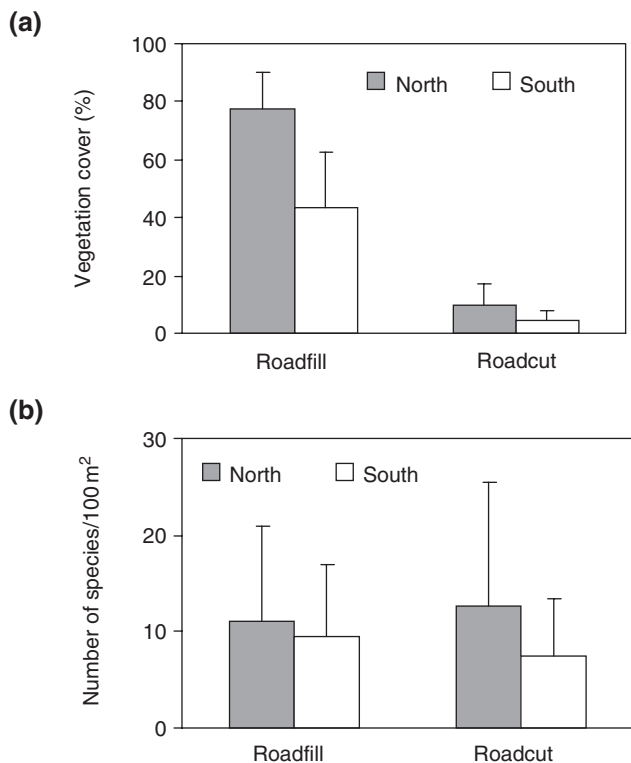 (a)
100
80
60
40
20
0
Vegetation cover (%)
North
South
Roadfill
Roadcut
(b)
30
20
10
0
Number of species/100 m²
North
South
Roadfill
Roadcut